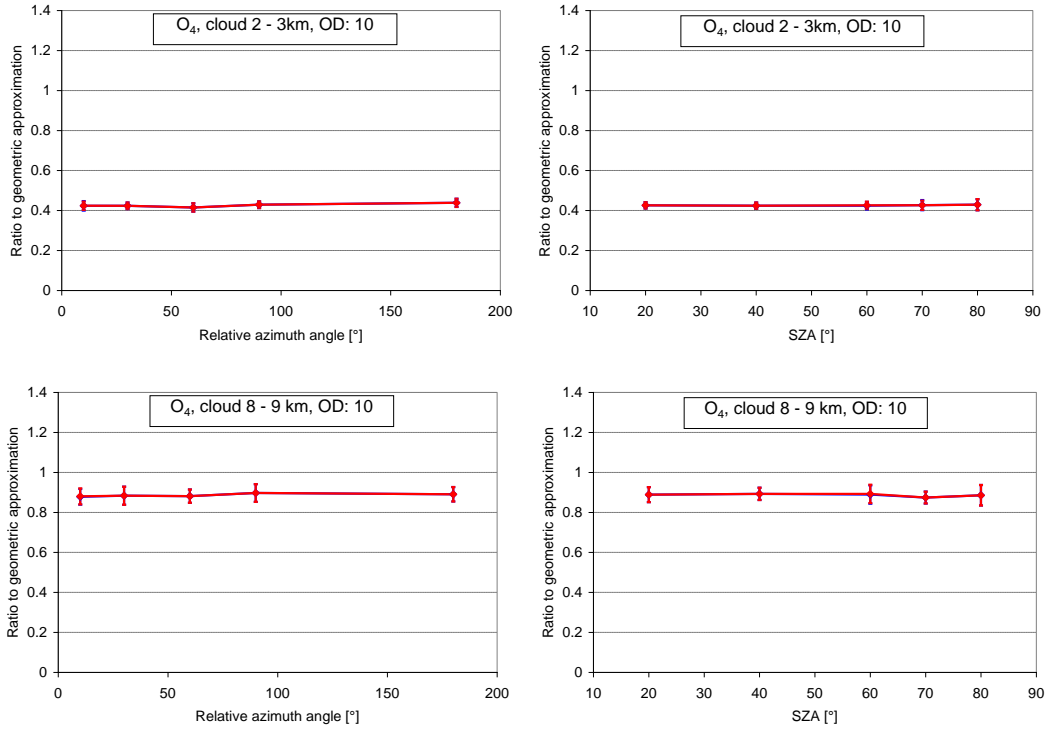 O4, cloud 2 - 3km, OD: 10
Ratio to geometric approximation
1.4
1.2
1
0.8
0.6
0.4
0.2
0
0 50 100 150 200
Relative azimuth angle [°]
O4, cloud 2 - 3km, OD: 10
Ratio to geometric approximation
1.4
1.2
1
0.8
0.6
0.4
0.2
0
10 20 30 40 50 60 70 80 90
SZA [°]
O4, cloud 8 - 9 km, OD: 10
Ratio to geometric approximation
1.4
1.2
1
0.8
0.6
0.4
0.2
0
0 50 100 150 200
Relative azimuth angle [°]
O4, cloud 8 - 9 km, OD: 10
Ratio to geometric approximation
1.4
1.2
1
0.8
0.6
0.4
0.2
0
10 20 30 40 50 60 70 80 90
SZA [°]